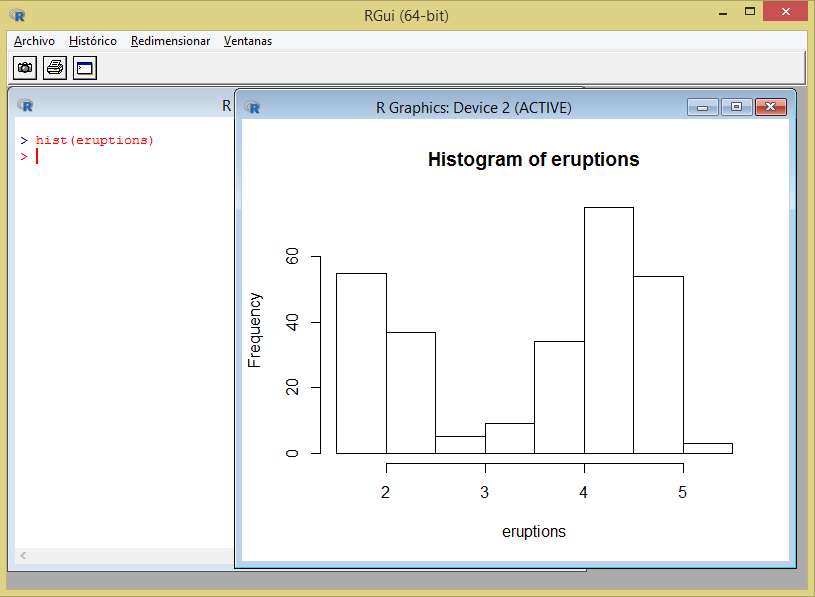 RGui (64-bit)
Archivo Histórico Redimensionar Ventanas
R
> hist(eruptions)
>
R Graphics: Device 2 (ACTIVE)
Histogram of eruptions
Frequency
60
40
20
0
2 3 4 5
eruptions